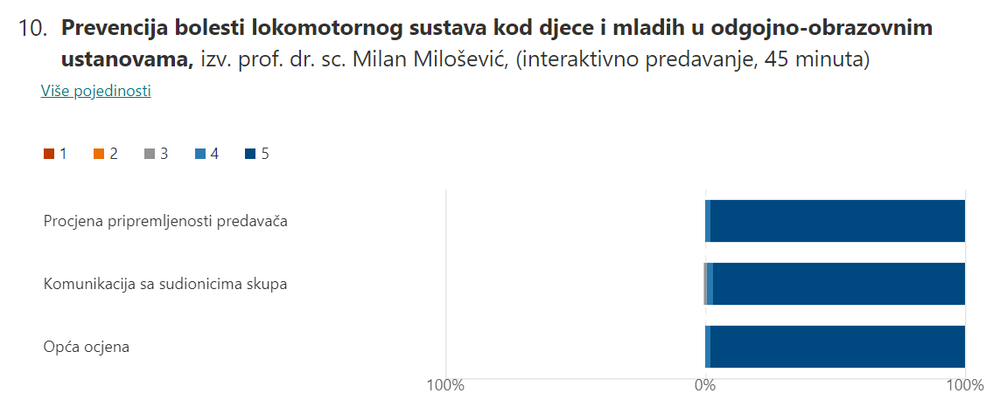 10. Prevencija bolesti lokomotornog sustava kod djece i mladih u odgojno-obrazovnim
ustanovama, izv. prof. dr. sc. Milan Milošević, (interaktivno predavanje, 45 minuta)
Više pojedinosti
1 2 3 4 5
Procjena pripremljenosti predavača
Komunikacija sa sudionicima skupa
Opća ocjena
100% 0% 100%